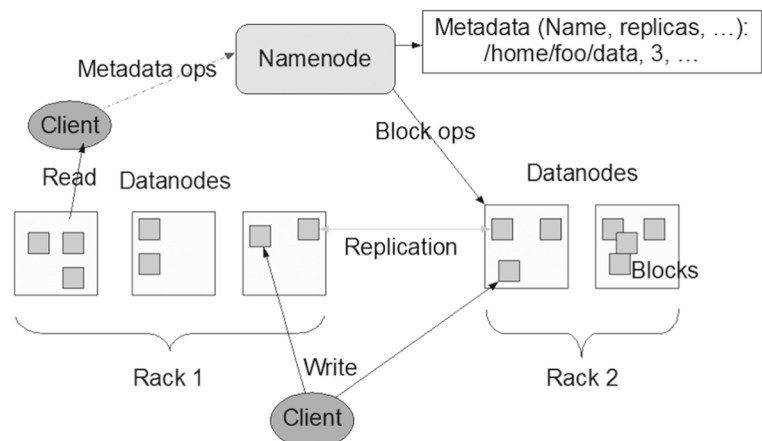 Metadata (Name, replicas, …):
/home/foo/data, 3, …
Namenode
Metadata ops
Client
Block ops
Read
Datanodes
Datanodes
Replication
Blocks
Rack 1
Write
Rack 2
Client